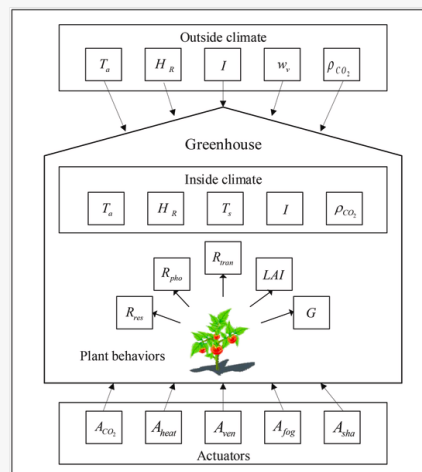 Outside climate
T_a H_R I w_v ρ_CO₂
Greenhouse
Inside climate
T_a H_R T_s I ρ_CO₂
R_tran
R_pho LAI
R_res G
Plant behaviors
A_CO₂ A_heat A_ven A_fog A_sha
Actuators